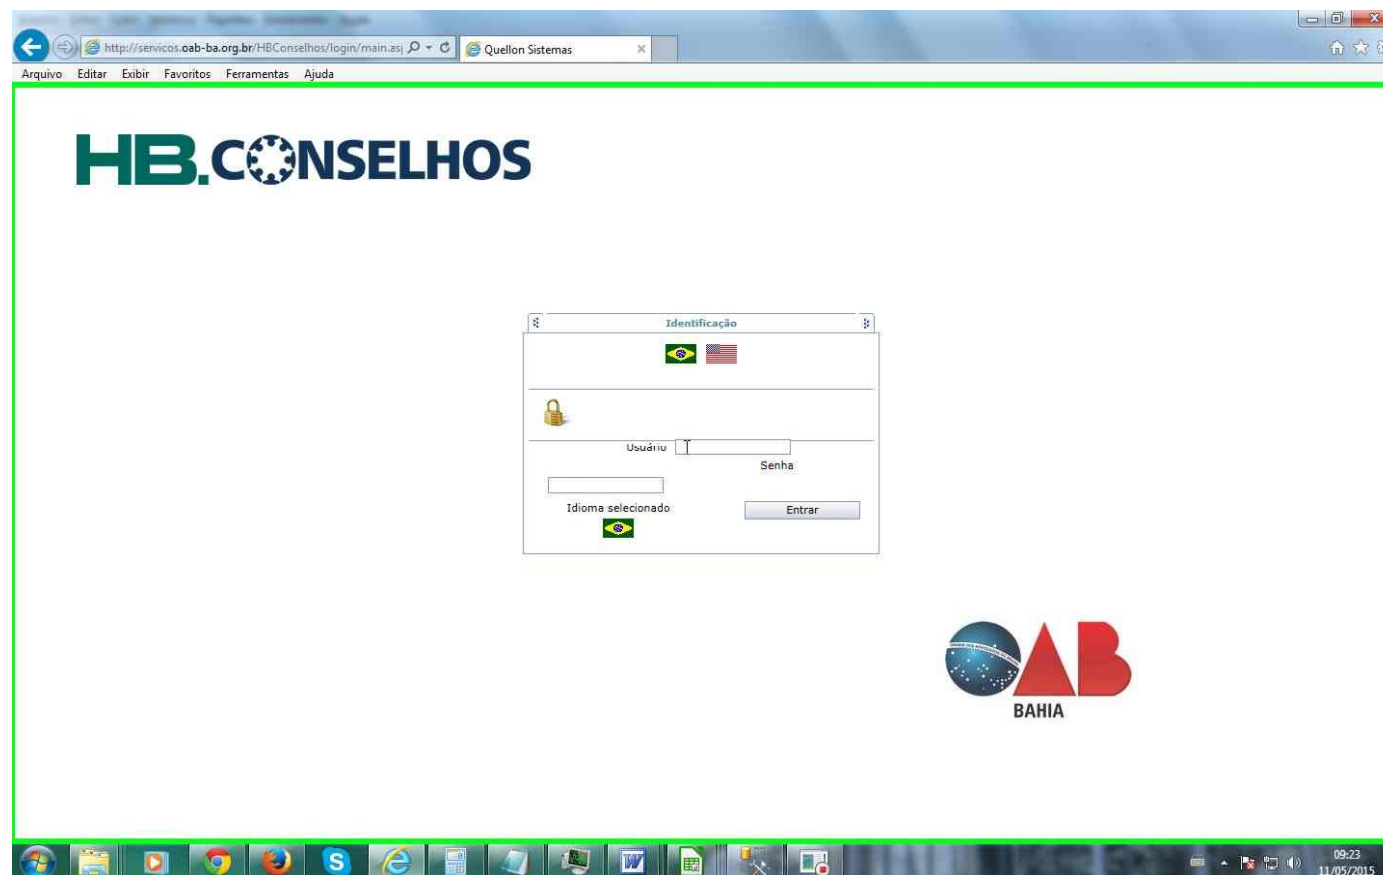 http://servicos.oab-ba.org.br/HBConselhos/login/main.as
Quellon Sistemas
Arquivo Editar Exibir Favoritos Ferramentas Ajuda
HB.CONSELHOS
Identificação
Usuário
Senha
Idioma selecionado
Entrar
OAB
BAHIA
09:23
11/05/2015